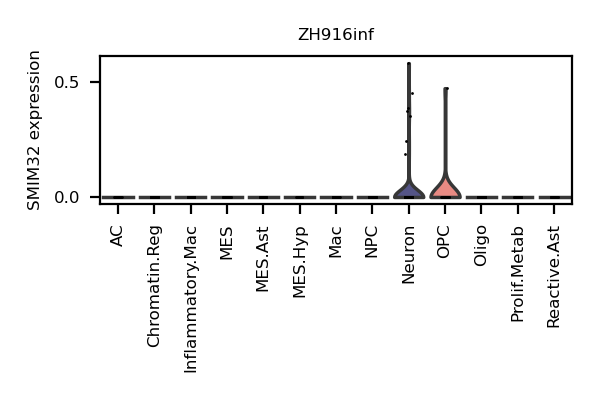 ZH916inf
SMIM32 expression
0.5
0.0
AC
Chromatin.Reg
Inflammatory.Mac
MES
MES.Ast
MES.Hyp
Mac
NPC
Neuron
OPC
Oligo
Prolif.Metab
Reactive.Ast